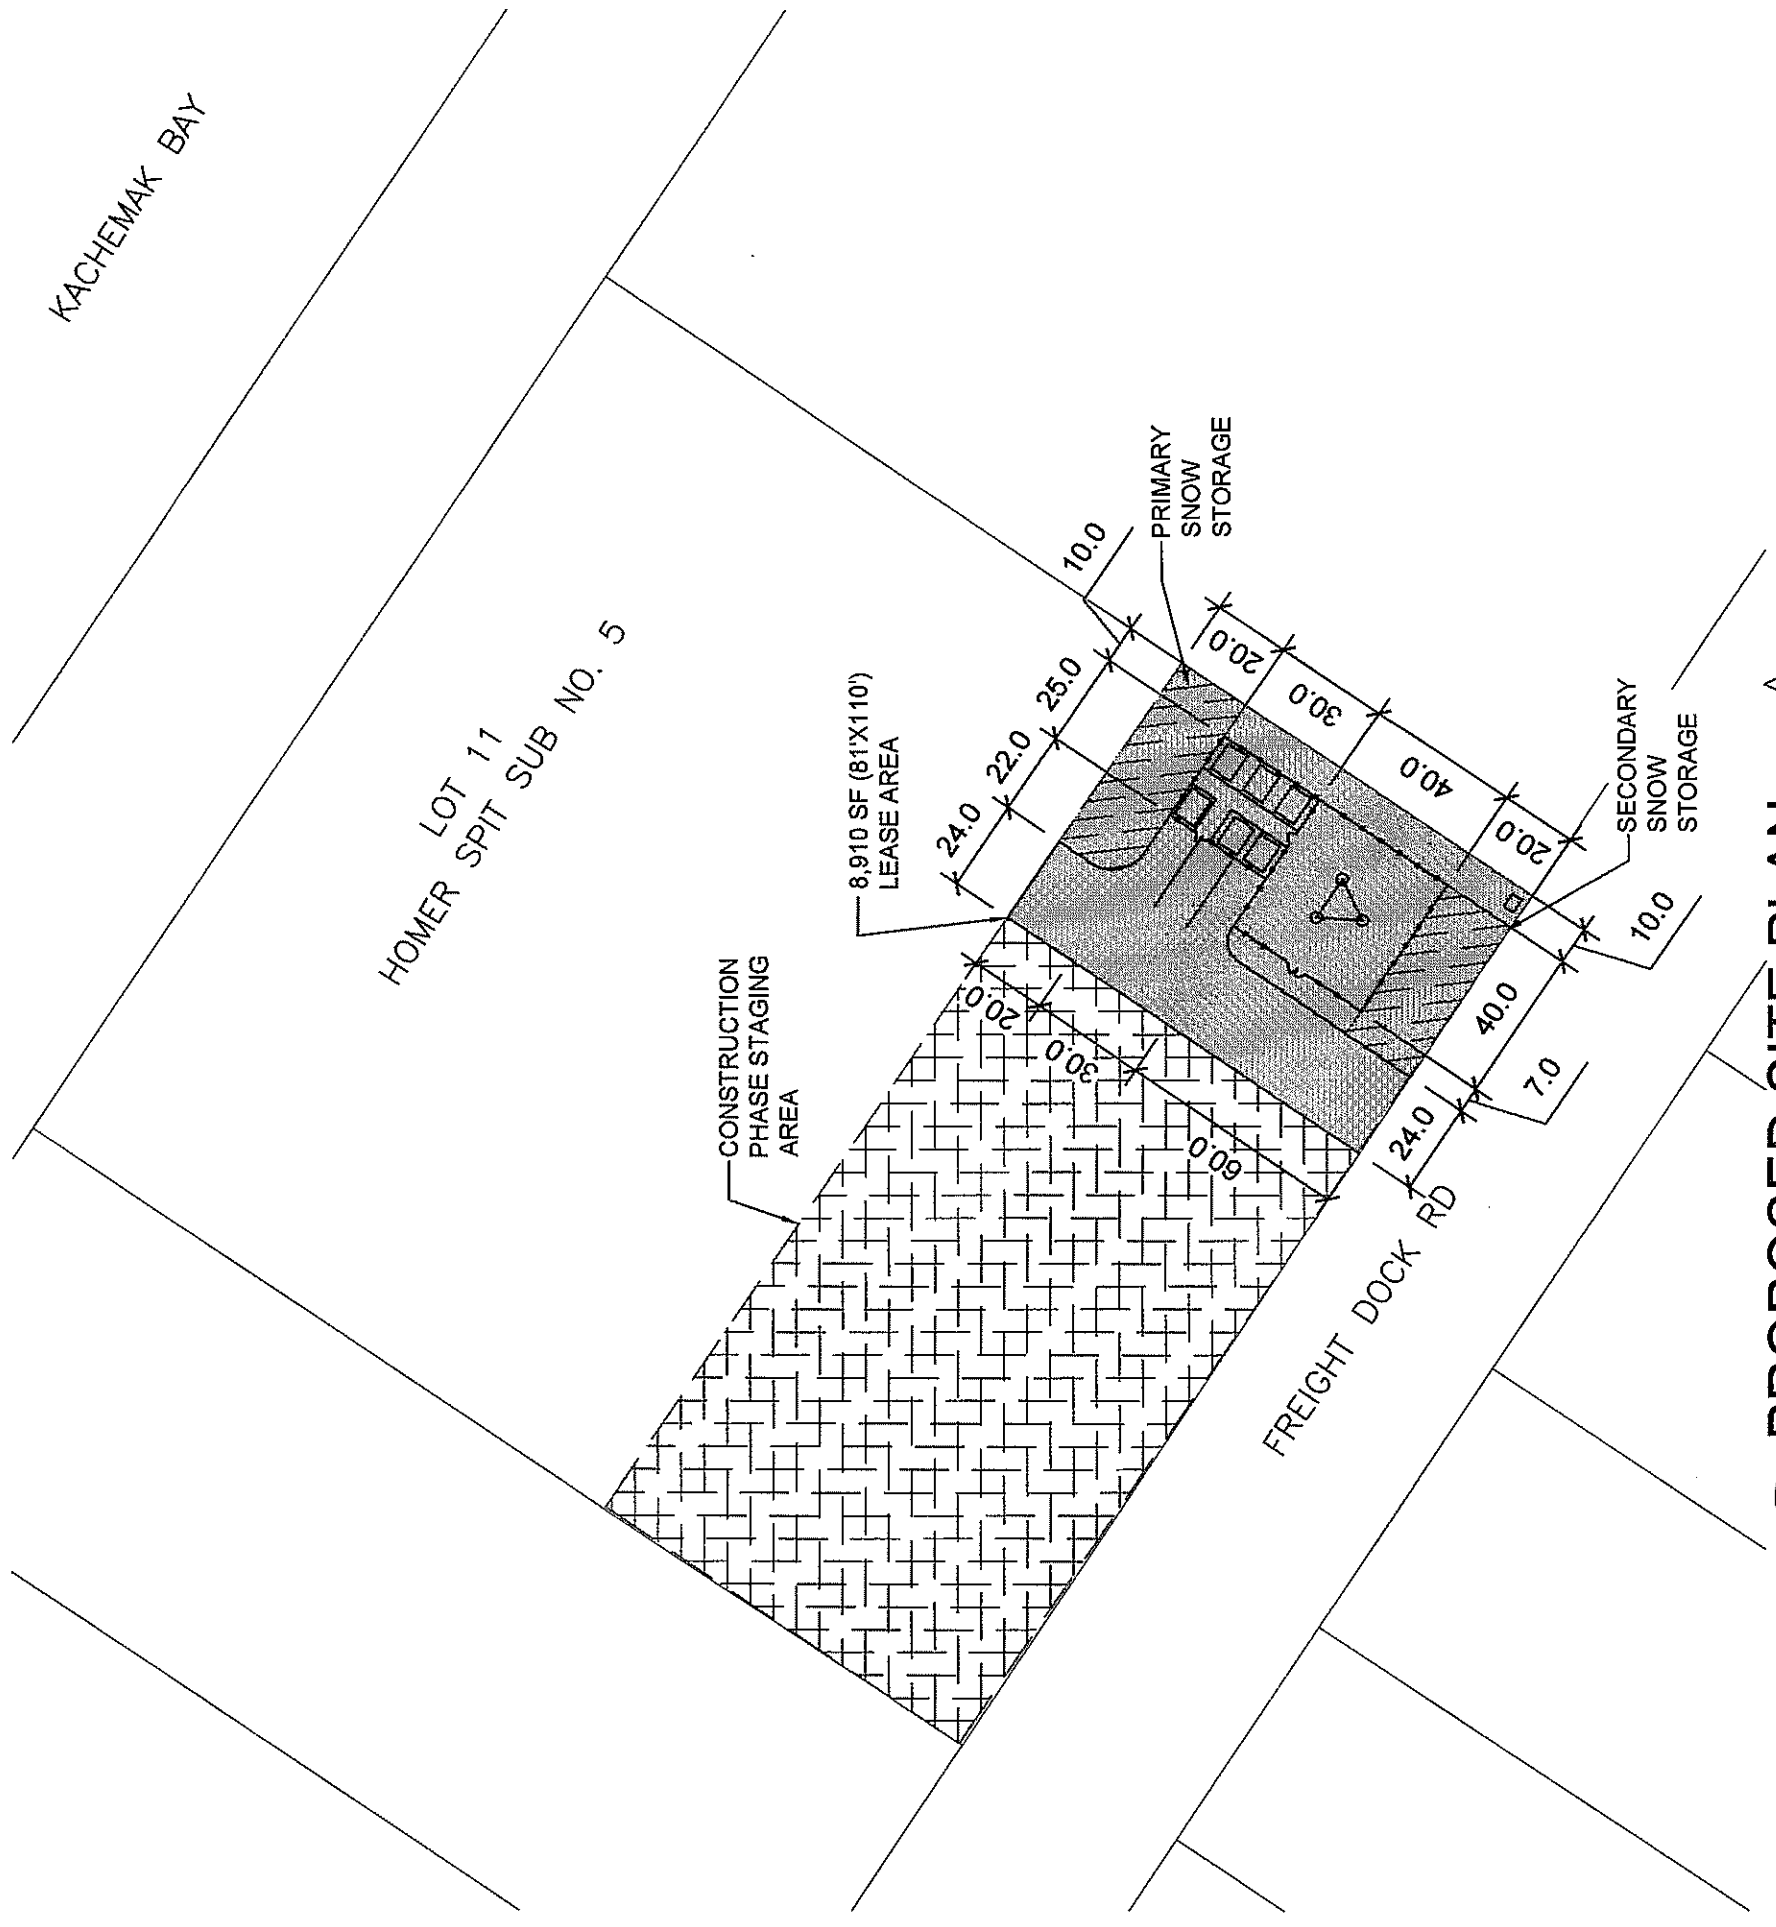 KACHEMAK BAY
LOT 11
HOMER SPIT SUB NO. 5
10.0
PRIMARY
SNOW
STORAGE
25.0
22.0
24.0
8,910 SF (81'X110')
LEASE AREA
20.0
30.0
40.0
20.0
SECONDARY
SNOW
STORAGE
CONSTRUCTION
PHASE STAGING
AREA
20.0
30.0
60.0
10.0
40.0
7.0
24.0
FREIGHT DOCK RD
PROPOSED SITE PLAN